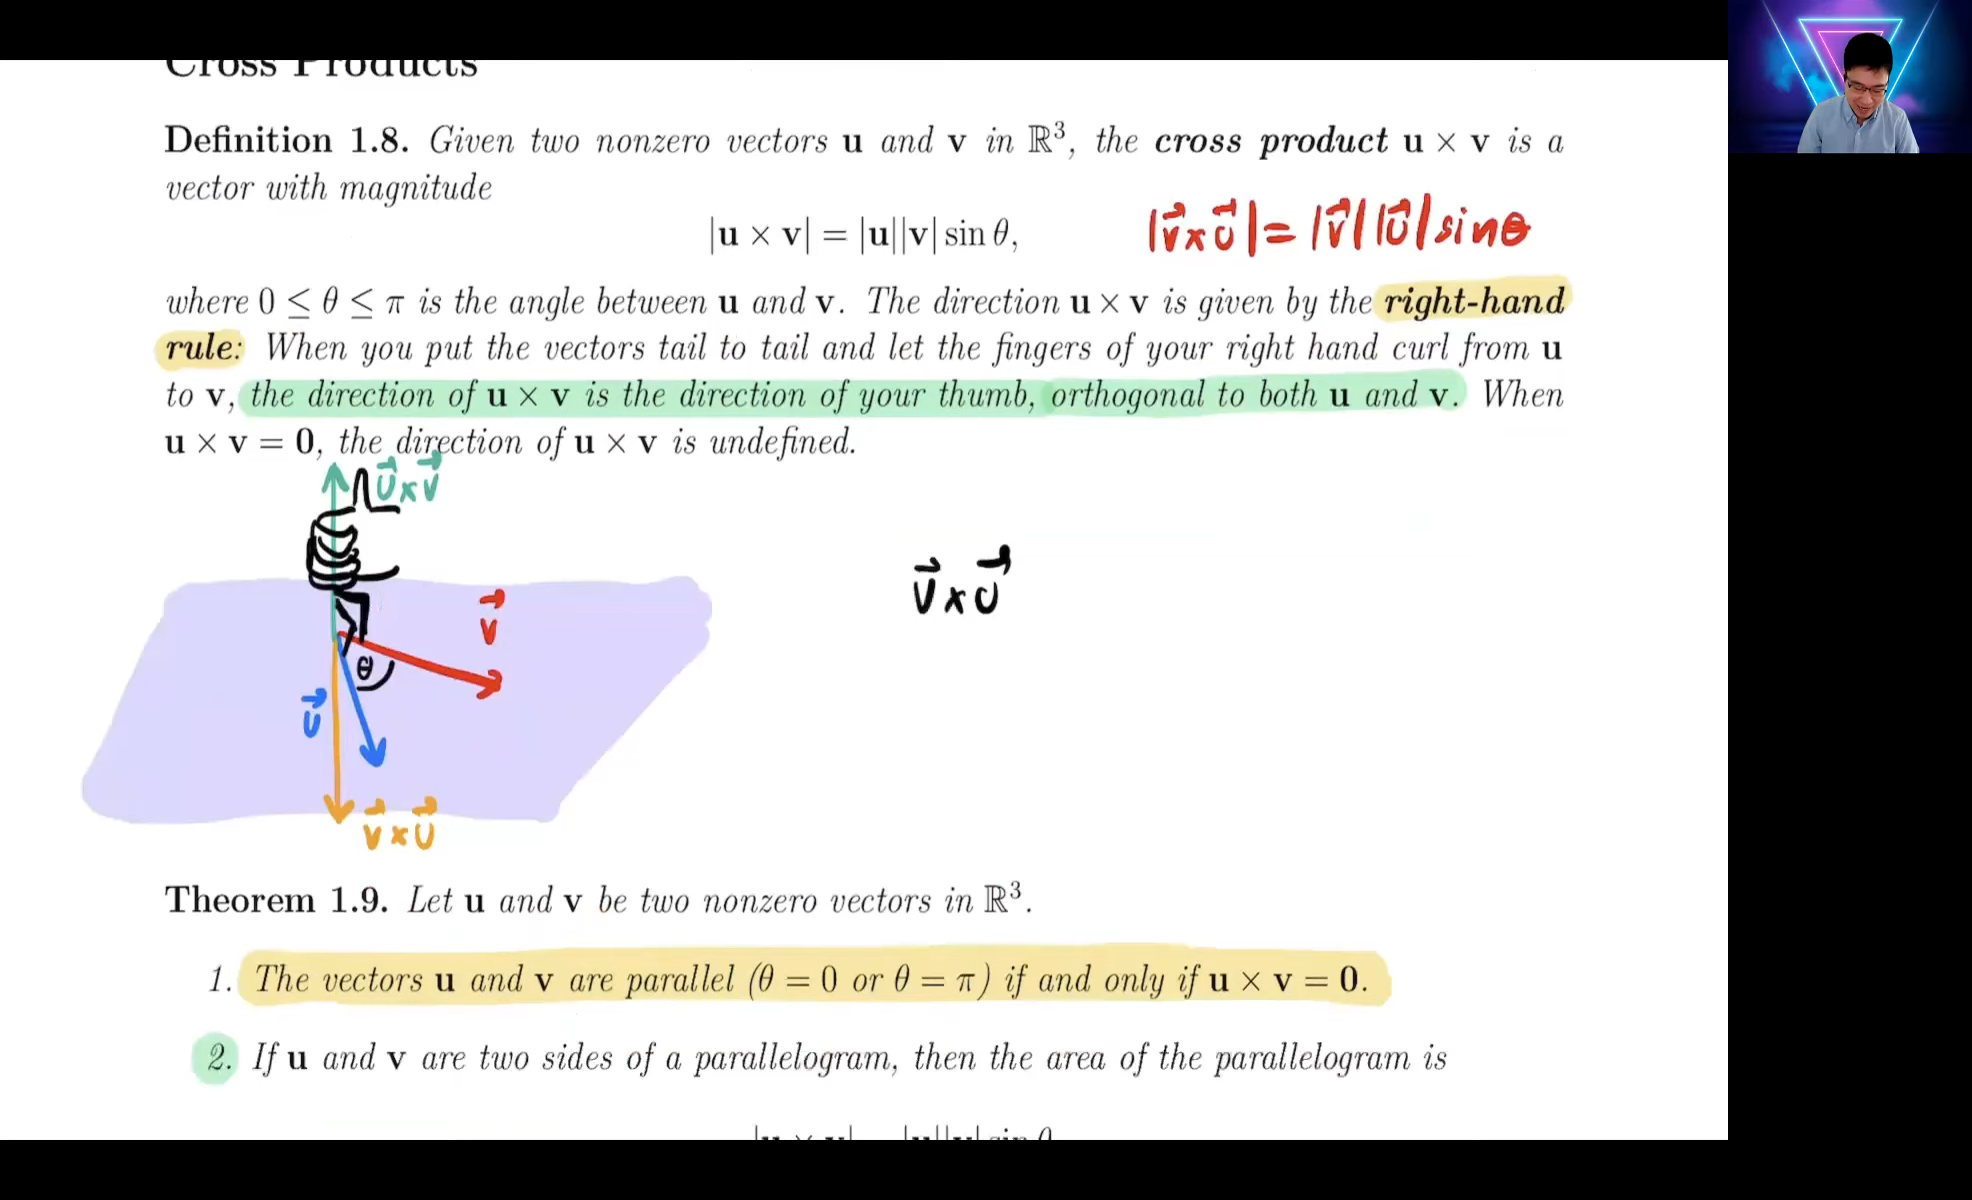 Cross Products
Definition 1.8. Given two nonzero vectors u and v in ℝ³, the cross product u × v is a
vector with magnitude
|u × v| = |u||v| sin θ,
|v⃗×u⃗|=|v⃗||u⃗|sinθ
where 0 ≤ θ ≤ π is the angle between u and v. The direction u × v is given by the right-hand
rule: When you put the vectors tail to tail and let the fingers of your right hand curl from u
to v, the direction of u × v is the direction of your thumb, orthogonal to both u and v. When
u × v = 0, the direction of u × v is undefined.
u⃗×v⃗
v⃗×u⃗
v⃗
θ
u⃗
v⃗×u⃗
Theorem 1.9. Let u and v be two nonzero vectors in ℝ³.
1. The vectors u and v are parallel (θ = 0 or θ = π) if and only if u × v = 0.
2. If u and v are two sides of a parallelogram, then the area of the parallelogram is
|u × v| = |u||v| sin θ